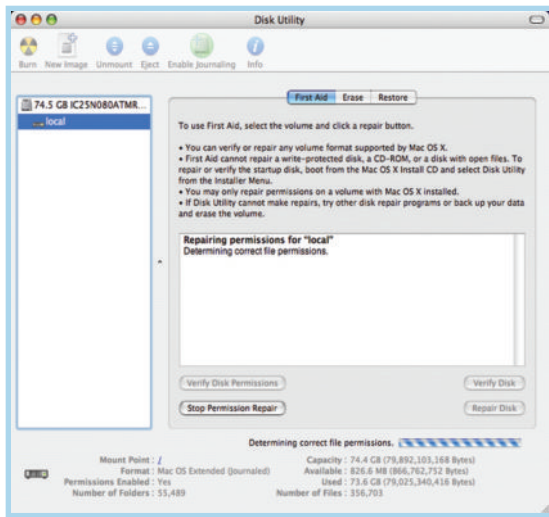 Disk Utility
Burn New Image Unmount Eject Enable Journaling Info
First Aid Erase Restore
74.5 GB IC25N080ATMR...
local
To use First Aid, select the volume and click a repair button.
• You can verify or repair any volume format supported by Mac OS X.
• First Aid cannot repair a write-protected disk, a CD-ROM, or a disk with open files. To
repair or verify the startup disk, boot from the Mac OS X Install CD and select Disk Utility
from the Installer Menu.
• You may only repair permissions on a volume with Mac OS X installed.
• If Disk Utility cannot make repairs, try other disk repair programs or back up your data
and erase the volume.
Repairing permissions for "local"
Determining correct file permissions.
Verify Disk Permissions Verify Disk
Stop Permission Repair Repair Disk
Determining correct file permissions.
Mount Point : / Capacity : 74.4 GB (79,892,103,168 Bytes)
Format : Mac OS Extended (Journaled) Available : 826.6 MB (866,762,752 Bytes)
Permissions Enabled : Yes Used : 73.6 GB (79,025,340,416 Bytes)
Number of Folders : 55,489 Number of Files : 356,703